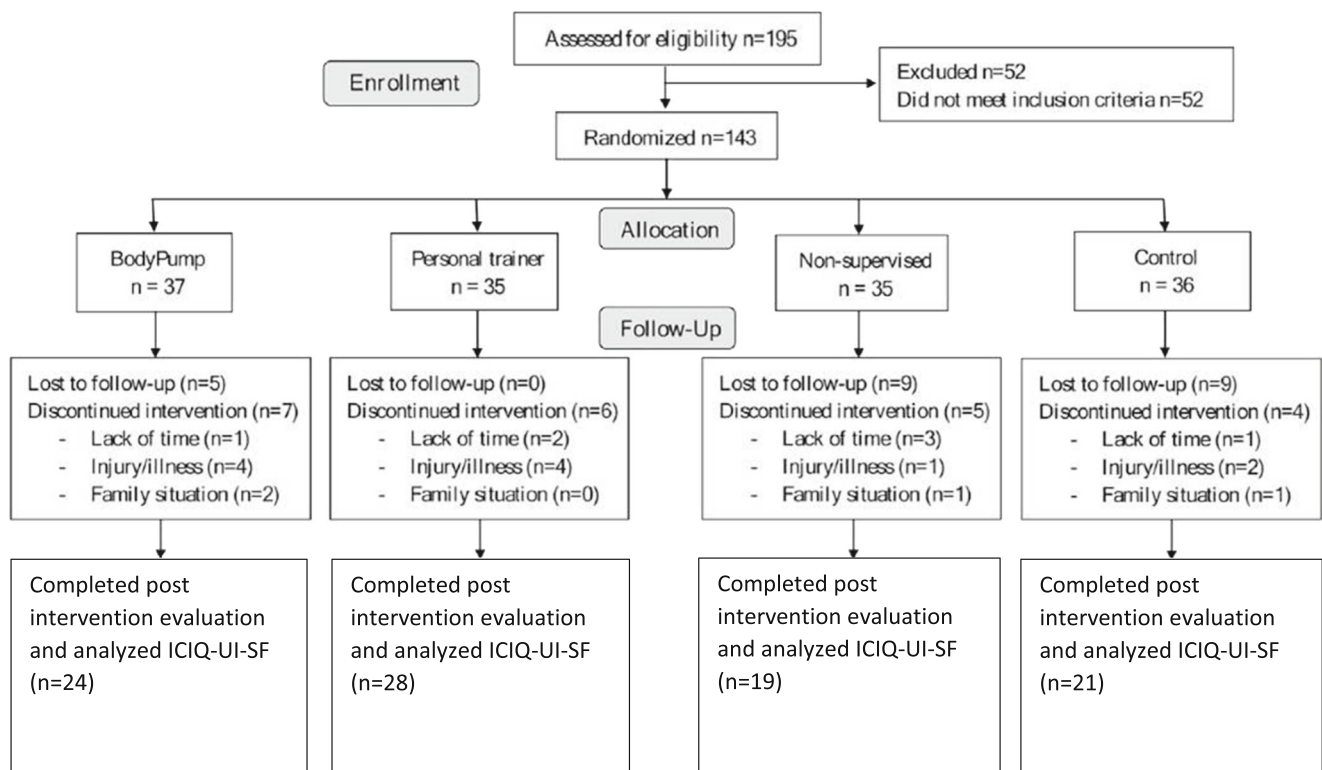 Assessed for eligibility n=195
Enrollment
Excluded n=52
Did not meet inclusion criteria n=52
Randomized n=143
Allocation
BodyPump
n = 37
Personal trainer
n = 35
Non-supervised
n = 35
Control
n = 36
Follow-Up
Lost to follow-up (n=5)
Discontinued intervention (n=7)
- Lack of time (n=1)
- Injury/illness (n=4)
- Family situation (n=2)
Lost to follow-up (n=0)
Discontinued intervention (n=6)
- Lack of time (n=2)
- Injury/illness (n=4)
- Family situation (n=0)
Lost to follow-up (n=9)
Discontinued intervention (n=5)
- Lack of time (n=3)
- Injury/illness (n=1)
- Family situation (n=1)
Lost to follow-up (n=9)
Discontinued intervention (n=4)
- Lack of time (n=1)
- Injury/illness (n=2)
- Family situation (n=1)
Completed post
intervention evaluation
and analyzed ICIQ-UI-SF
(n=24)
Completed post
intervention evaluation
and analyzed ICIQ-UI-SF
(n=28)
Completed post
intervention evaluation
and analyzed ICIQ-UI-SF
(n=19)
Completed post
intervention evaluation
and analyzed ICIQ-UI-SF
(n=21)